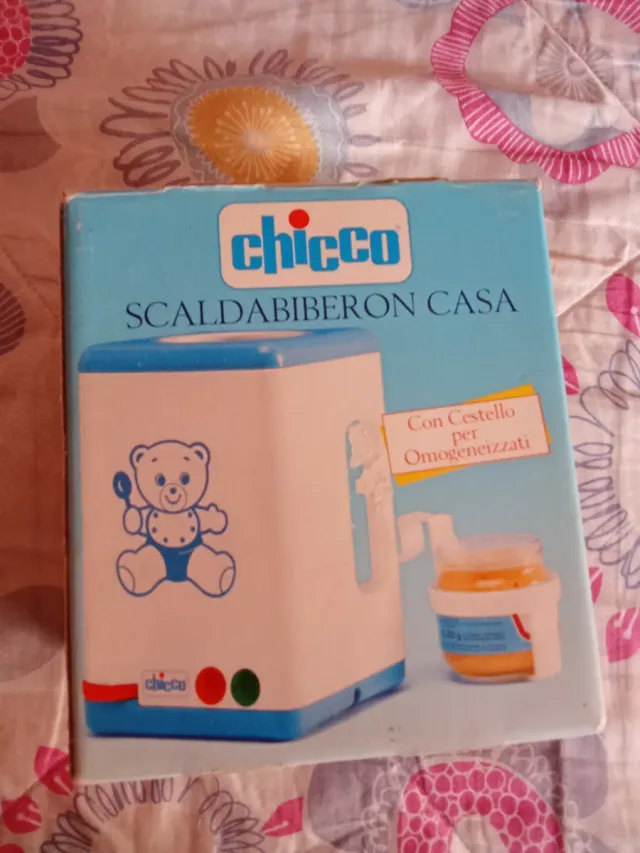 chicco
SCALDABIBERON CASA
Con Cestello
per
Omogeneizzati
chicco